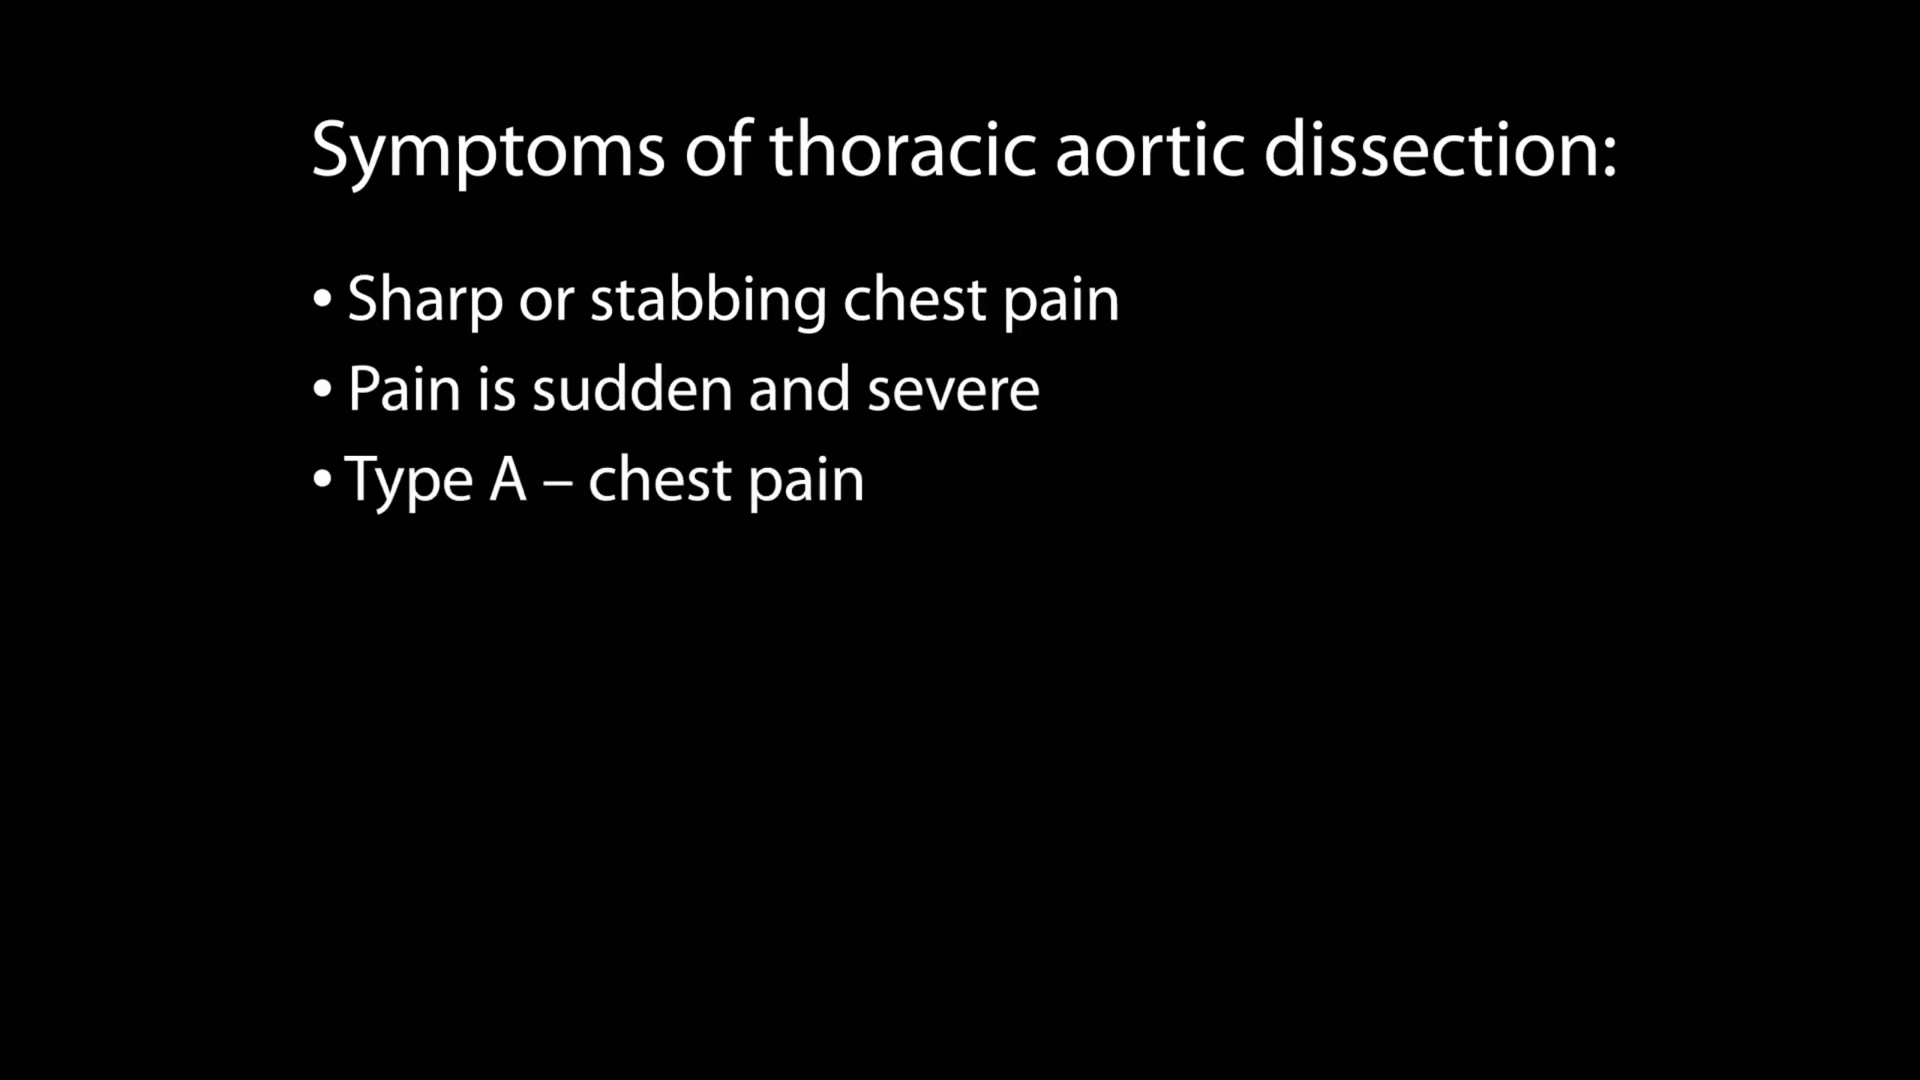 Symptoms of thoracic aortic dissection:
• Sharp or stabbing chest pain
• Pain is sudden and severe
• Type A – chest pain